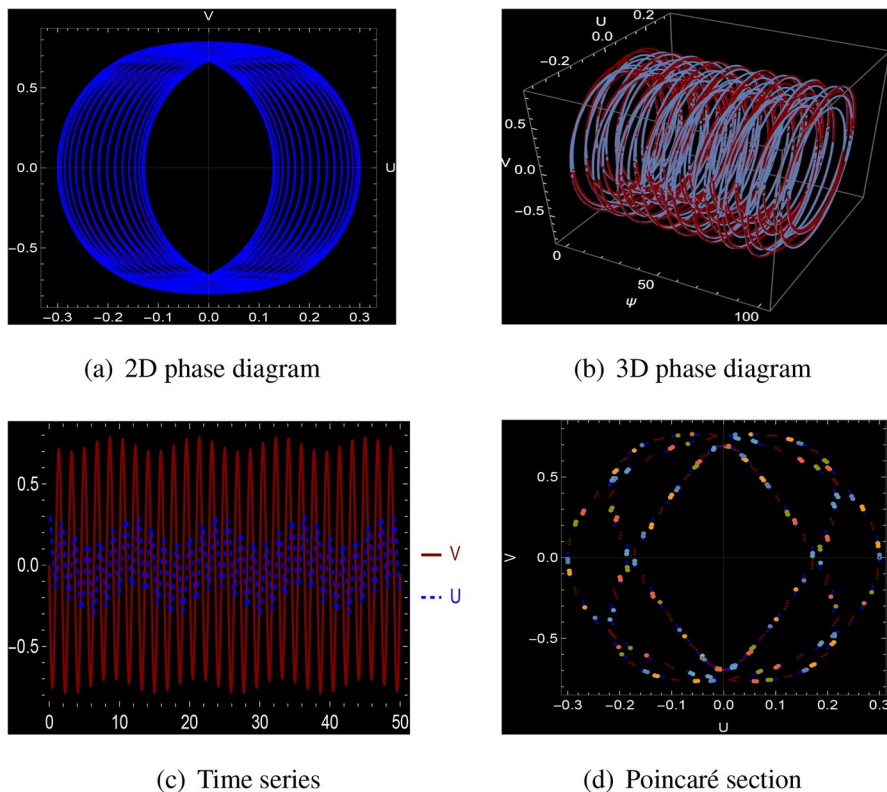 V
0.5
0.0
U
−0.5
−0.3 −0.2 −0.1 0.0 0.1 0.2 0.3
(a) 2D phase diagram
U
0.2
0.0
−0.2
0.5
V
0.0
−0.5
0
50
ψ
100
(b) 3D phase diagram
0.5
0.0
−0.5
0 10 20 30 40 50
V
U
(c) Time series
0.5
V
0.0
−0.5
−0.3 −0.2 −0.1 0.0 0.1 0.2 0.3
U
(d) Poincaré section